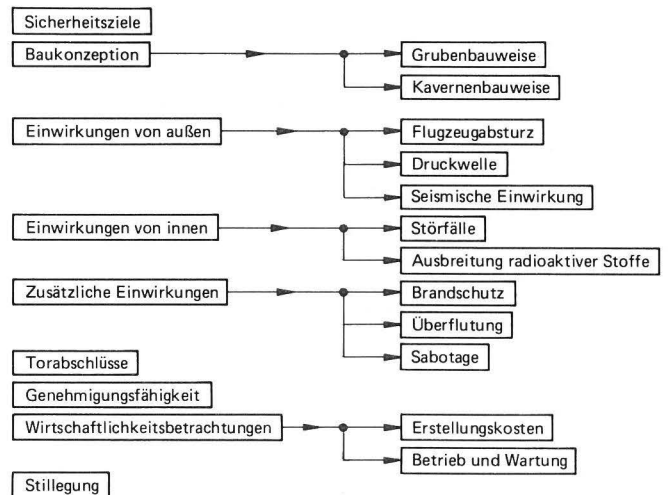 Sicherheitsziele
Baukonzeption
Grubenbauweise
Kavernenbauweise
Einwirkungen von außen
Flugzeugabsturz
Druckwelle
Seismische Einwirkung
Einwirkungen von innen
Störfälle
Ausbreitung radioaktiver Stoffe
Zusätzliche Einwirkungen
Brandschutz
Überflutung
Sabotage
Torabschlüsse
Genehmigungsfähigkeit
Wirtschaftlichkeitsbetrachtungen
Erstellungskosten
Betrieb und Wartung
Stillegung